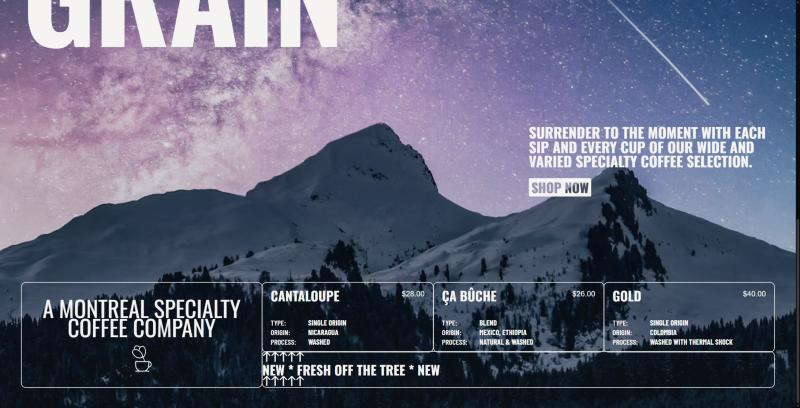 GRAIN
SURRENDER TO THE MOMENT WITH EACH
SIP AND EVERY CUP OF OUR WIDE AND
VARIED SPECIALTY COFFEE SELECTION.
SHOP NOW
A MONTREAL SPECIALTY
COFFEE COMPANY
CANTALOUPE $28.00
TYPE: SINGLE ORIGIN
ORIGIN: NICARAGUA
PROCESS: WASHED
ÇA BÛCHE $26.00
TYPE: BLEND
ORIGIN: MEXICO, ETHIOPIA
PROCESS: NATURAL & WASHED
GOLD $40.00
TYPE: SINGLE ORIGIN
ORIGIN: COLOMBIA
PROCESS: WASHED WITH THERMAL SHOCK
↑↑↑↑↑
NEW * FRESH OFF THE TREE * NEW
↑↑↑↑↑